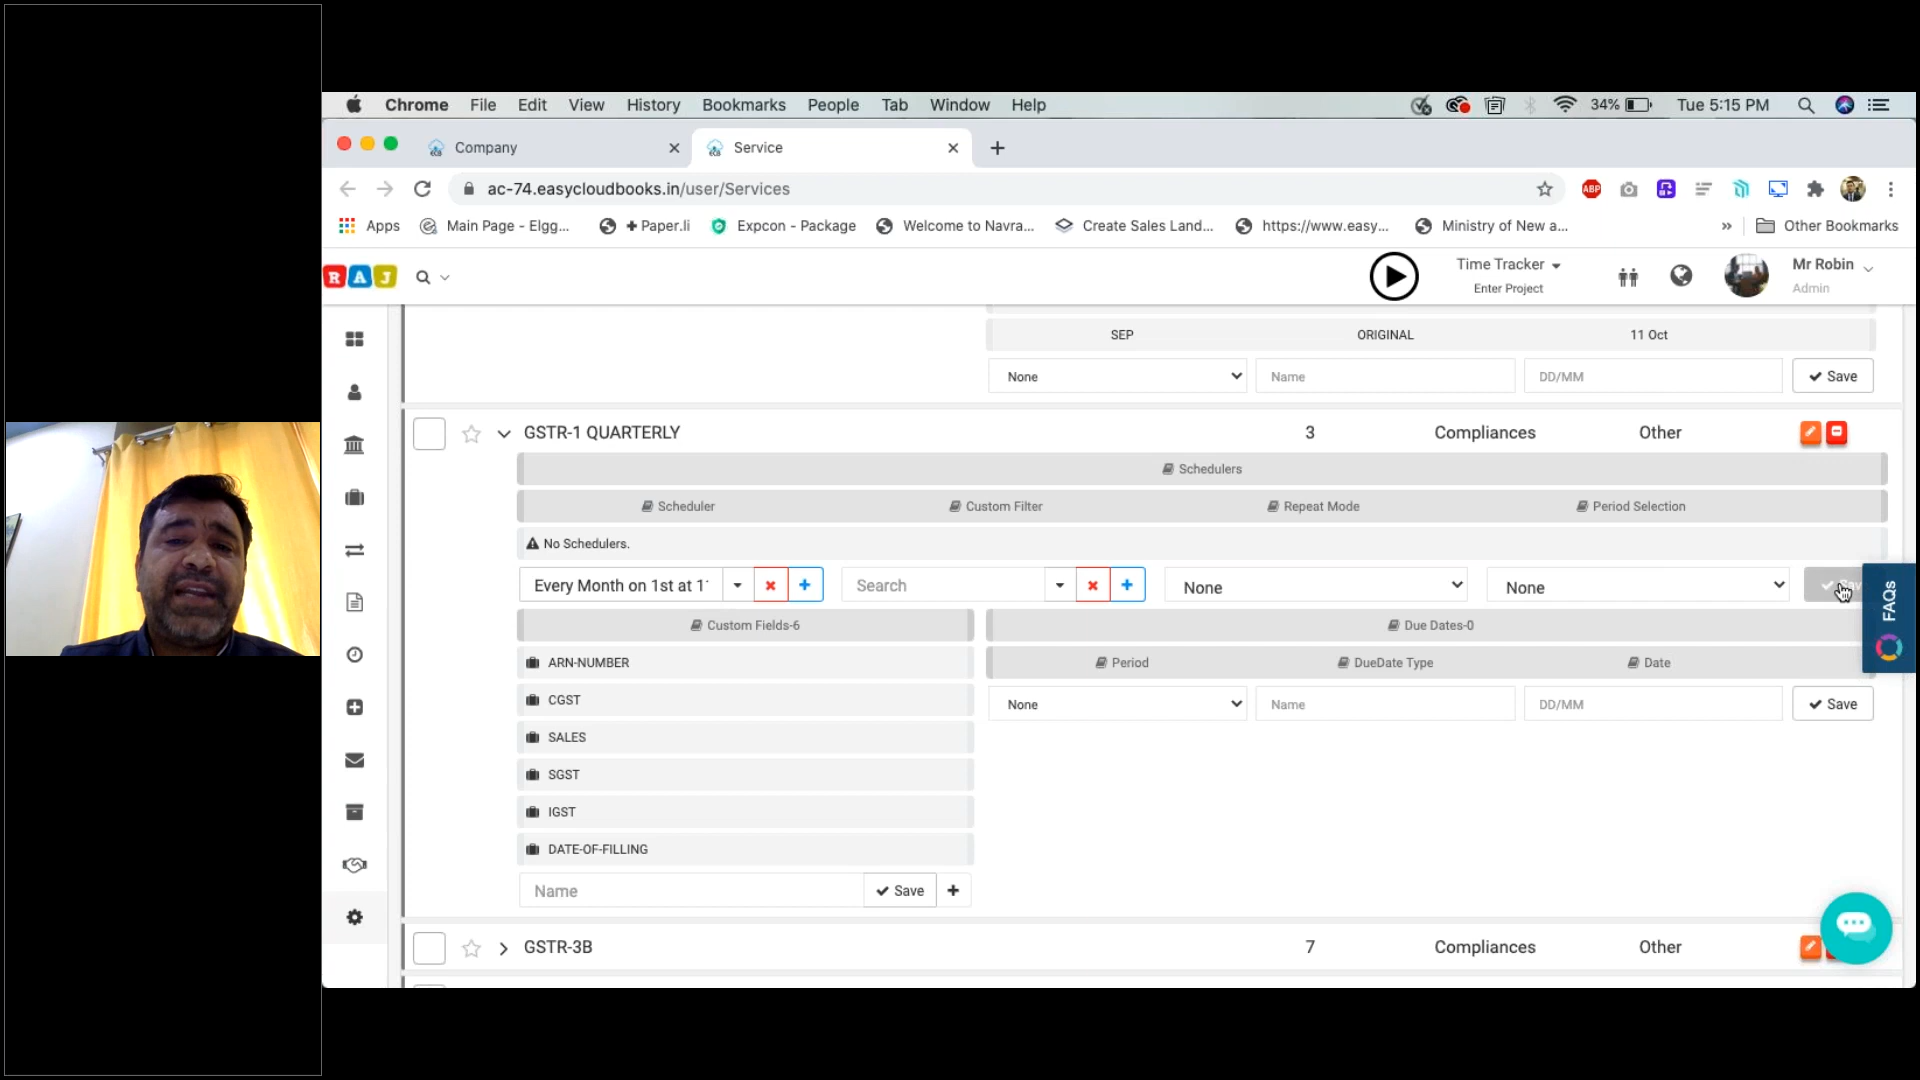 Chrome File Edit View History Bookmarks People Tab Window Help 34% Tue 5:15 PM
Company Service
ac-74.easycloudbooks.in/user/Services ABP
Apps Main Page - Elgg... + Paper.li Expcon - Package Welcome to Navra... Create Sales Land... https://www.easy... Ministry of New a... » Other Bookmarks
RAJ Time Tracker Mr Robin
Enter Project Admin
SEP ORIGINAL 11 Oct
None Name DD/MM Save
GSTR-1 QUARTERLY 3 Compliances Other
Schedulers
Scheduler Custom Filter Repeat Mode Period Selection
No Schedulers.
Every Month on 1st at Search None None
FAQs
Custom Fields-6 Due Dates-0
ARN-NUMBER Period DueDate Type Date
CGST None Name DD/MM Save
SALES
SGST
IGST
DATE-OF-FILLING
Name Save
GSTR-3B 7 Compliances Other